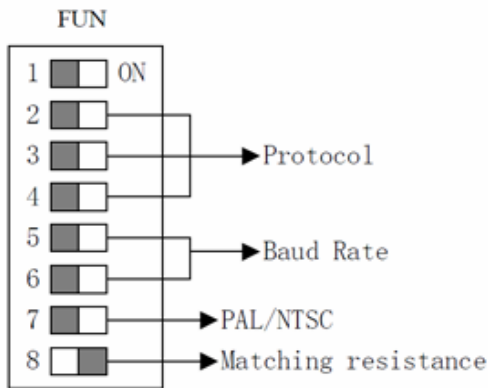 FUN
1 ON
2
3 Protocol
4
5
Baud Rate
6
7 PAL/NTSC
8 Matching resistance